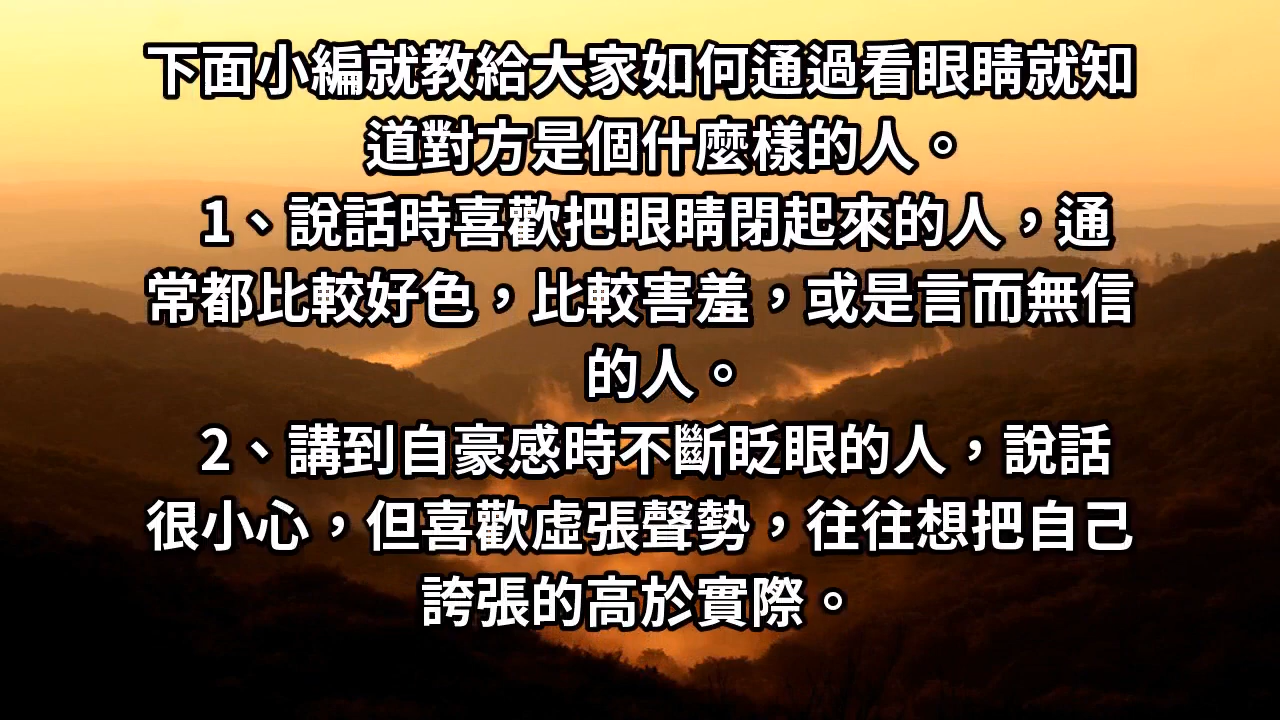 下面小編就教給大家如何通過看眼睛就知
道對方是個什麼樣的人。
1、說話時喜歡把眼睛閉起來的人，通
常都比較好色，比較害羞，或是言而無信
的人。
2、講到自豪感時不斷眨眼的人，說話
很小心，但喜歡虛張聲勢，往往想把自己
誇張的高於實際。